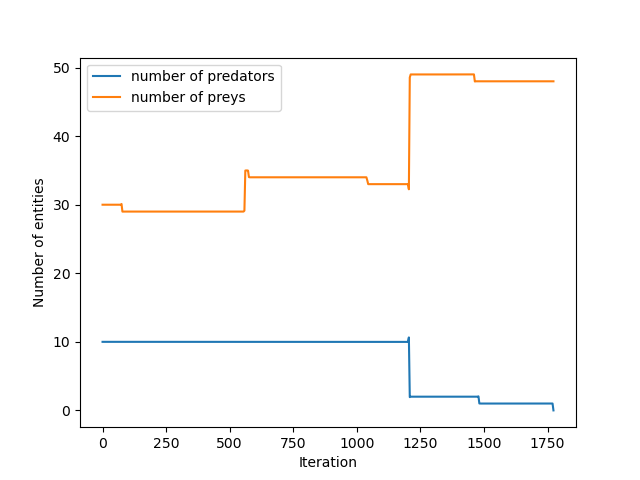 number of predators
number of preys
50
40
30
20
10
0
Number of entities
0 250 500 750 1000 1250 1500 1750
Iteration